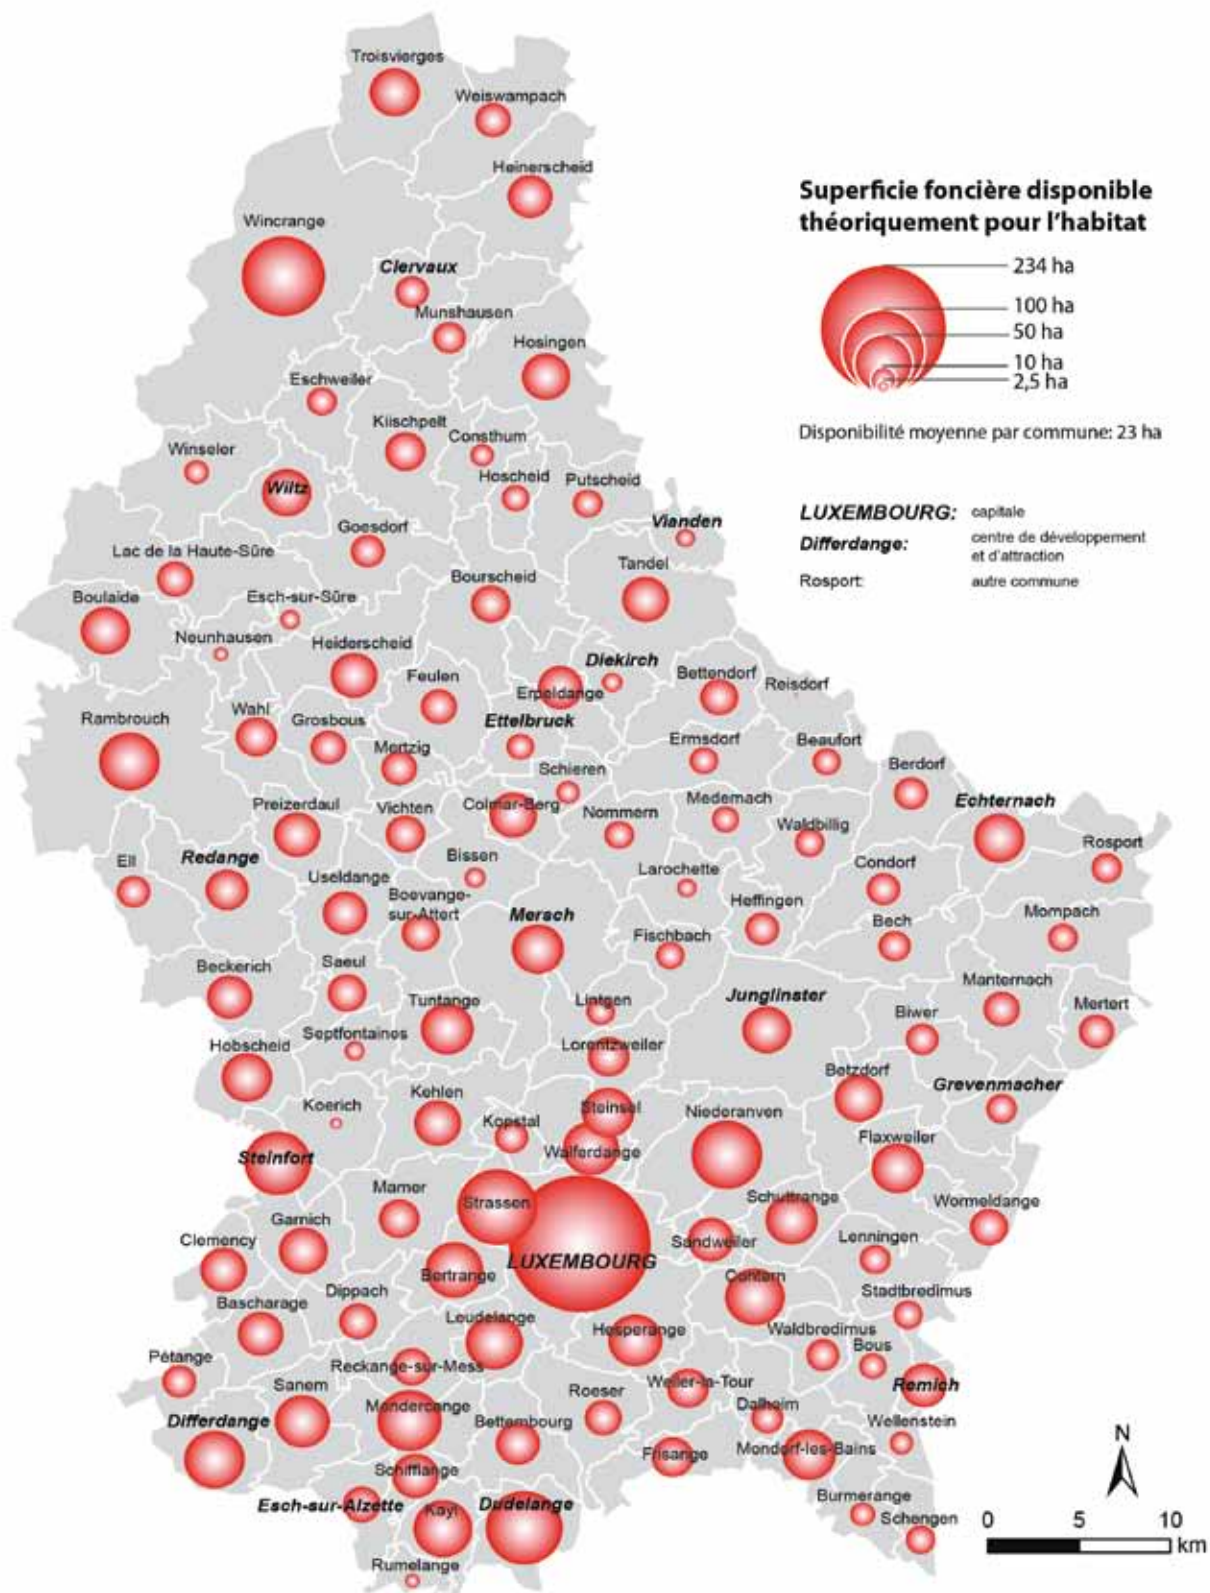 Troisvierges
Weiswampach
Heinerscheid
Superficie foncière disponible
théoriquement pour l'habitat
Wincrange
Clervaux
234 ha
Munshausen
100 ha
50 ha
Hosingen
10 ha
2,5 ha
Eschweiler
Kiischpelt
Consthum
Disponibilité moyenne par commune: 23 ha
Winseler
Hoscheid
Putscheid
Wiltz
LUXEMBOURG: capitale
Vianden
Goesdorf
Differdange: centre de développement
et d'attraction
Lac de la Haute-Sûre
Tandel
Bourscheid
Rosport: autre commune
Boulaide
Esch-sur-Sûre
Neunhausen
Heiderscheid
Diekirch
Feulen
Bettendorf
Reisdorf
Erpeldange
Rambrouch
Wahl
Grosbous
Ettelbruck
Mertzig
Ermsdorf
Beaufort
Schieren
Berdorf
Preizerdaul
Vichten
Colmar-Berg
Nommern
Medernach
Echternach
Waldbillig
Rosport
Ell
Redange
Bissen
Useldange
Larochette
Condorf
Boevange-
sur-Attert
Mersch
Heffingen
Bech
Mompach
Fischbach
Beckerich
Saeul
Tuntange
Lintgen
Junglinster
Manternach
Biwer
Mertert
Septfontaines
Hobscheid
Lorentzweiler
Betzdorf
Grevenmacher
Koerich
Kehlen
Kopstal
Steinsel
Niederanven
Flaxweiler
Steinfort
Walferdange
Mamer
Strassen
Schuttrange
Wormeldange
Garnich
Clemency
Sandweiler
Lenningen
LUXEMBOURG
Bertrange
Contern
Dippach
Stadtbredimus
Bascharage
Leudelange
Hesperange
Waldbredimus
Bous
Pétange
Reckange-sur-Mess
Sanem
Weiler-la-Tour
Remich
Roeser
Mondercange
Dalheim
Differdange
Bettembourg
Wellenstein
Frisange
Mondorf-les-Bains
Schifflange
Esch-sur-Alzette
Kayl
Dudelange
Burmerange
Schengen
Rumelange
N
0 5 10
km